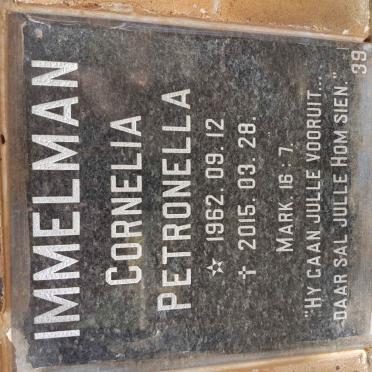 IMMELMAN
CORNELIA
PETRONELLA
☆ 1962. 09. 12
† 2015. 03. 28.
MARK. 16 : 7.
"HY GAAN JULLE VOORUIT...
DAAR SAL JULLE HOM SIEN."
39